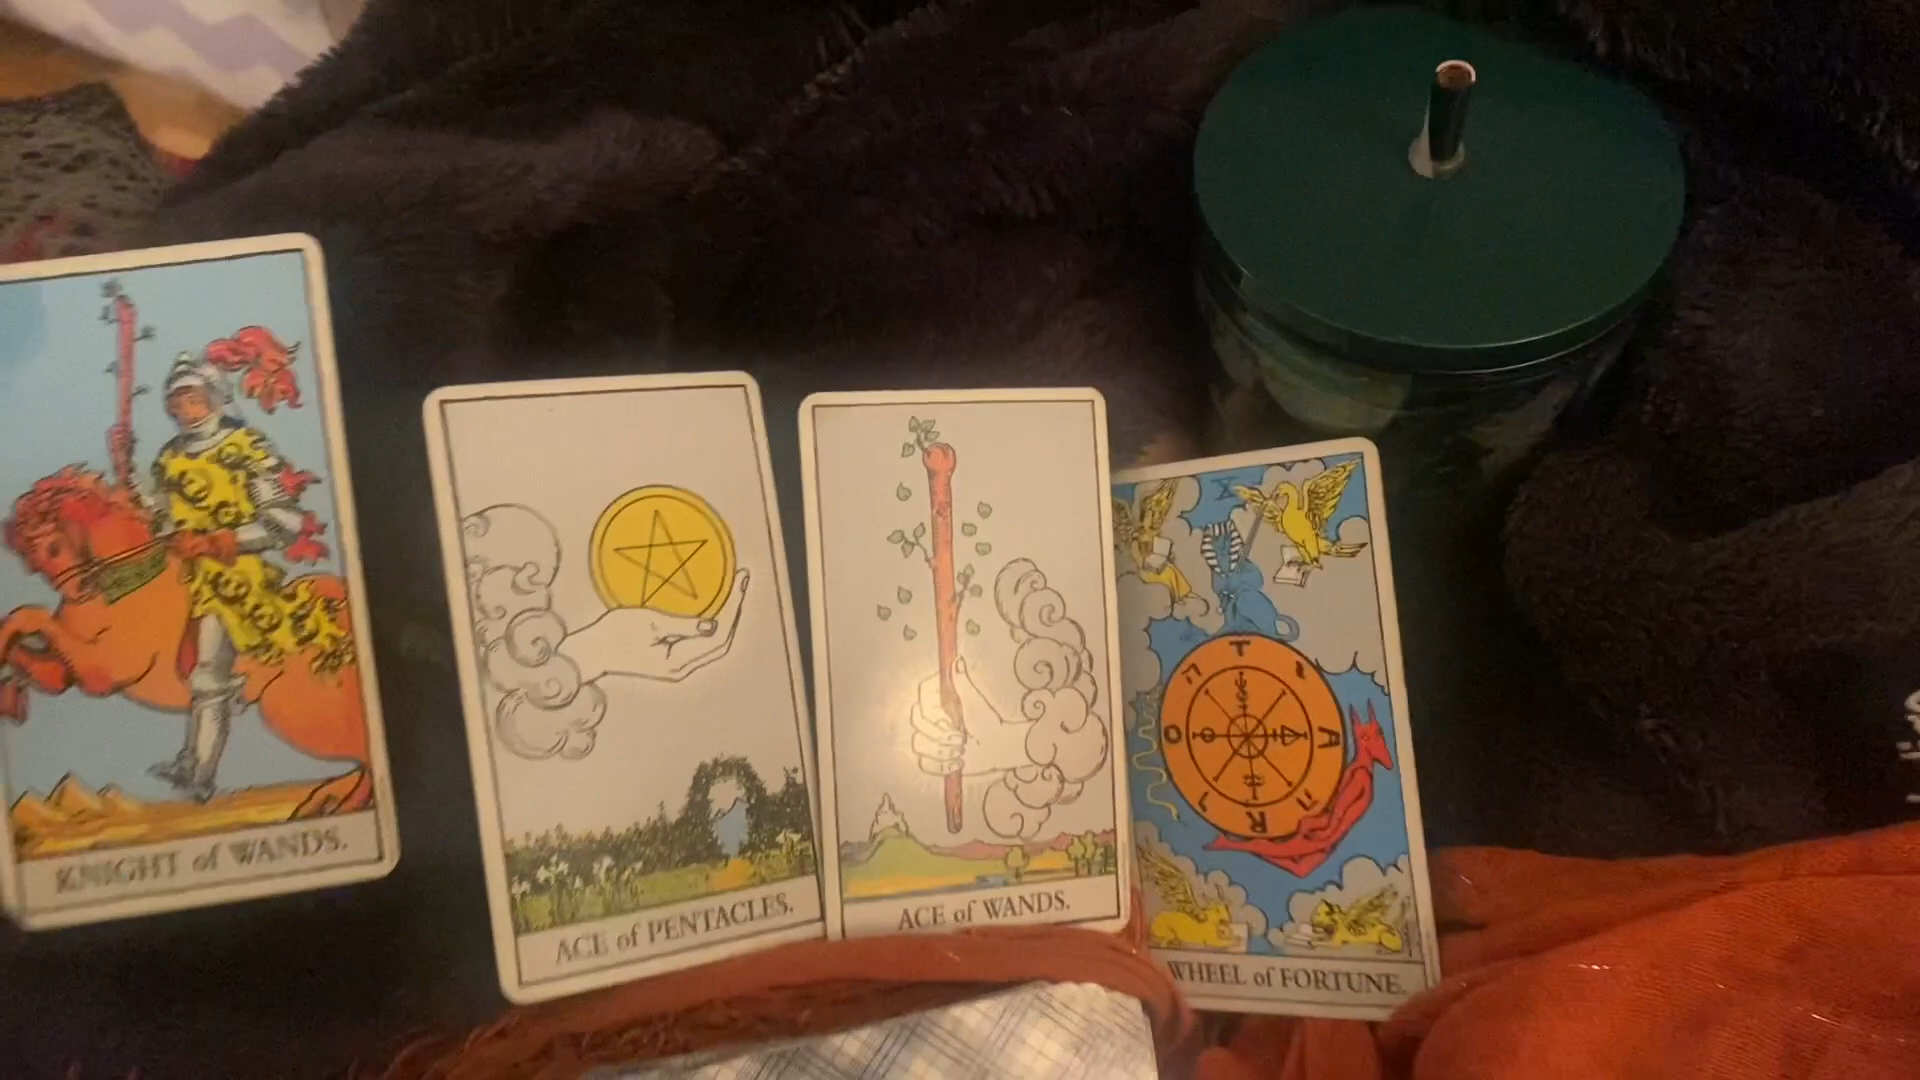 KNIGHT of WANDS.
ACE of PENTACLES.
ACE of WANDS.
X
WHEEL of FORTUNE.
T
A
R
O